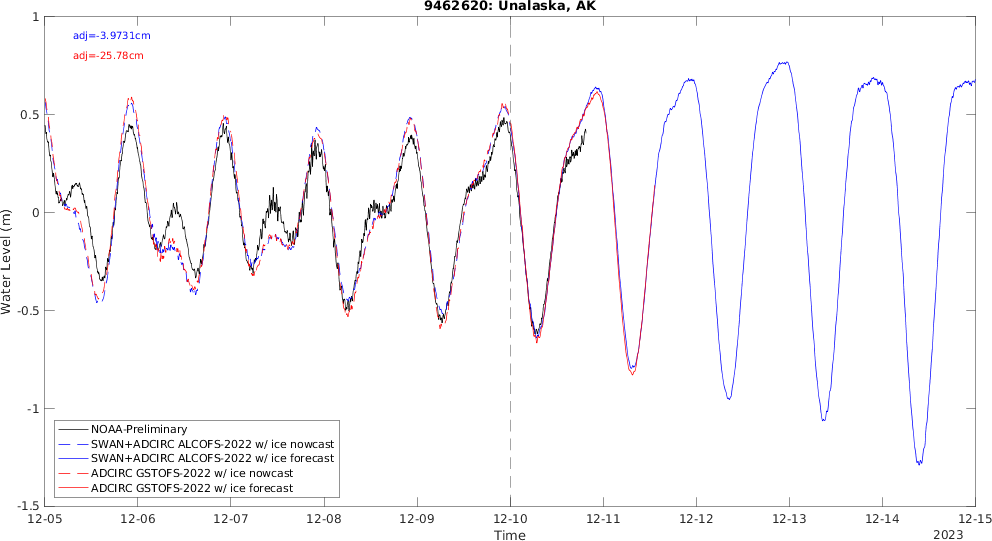 9462620: Unalaska, AK
adj=-3.9731cm
adj=-25.78cm
1
0.5
0
-0.5
-1
-1.5
Water Level (m)
NOAA-Preliminary
SWAN+ADCIRC ALCOFS-2022 w/ ice nowcast
SWAN+ADCIRC ALCOFS-2022 w/ ice forecast
ADCIRC GSTOFS-2022 w/ ice nowcast
ADCIRC GSTOFS-2022 w/ ice forecast
12-05 12-06 12-07 12-08 12-09 12-10 12-11 12-12 12-13 12-14 12-15
Time
2023